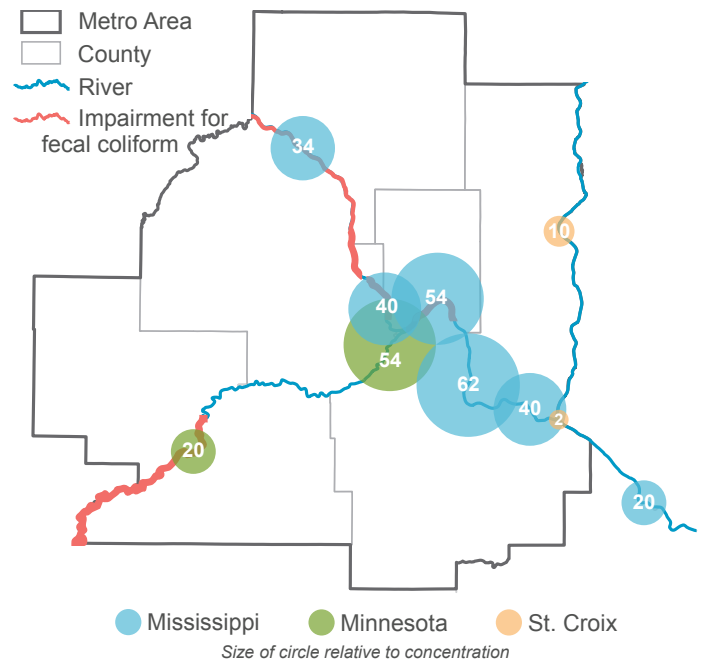 Metro Area
County
River
Impairment for
fecal coliform
34
10
54
40
54
62
40
2
20
20
Mississippi
Minnesota
St. Croix
Size of circle relative to concentration